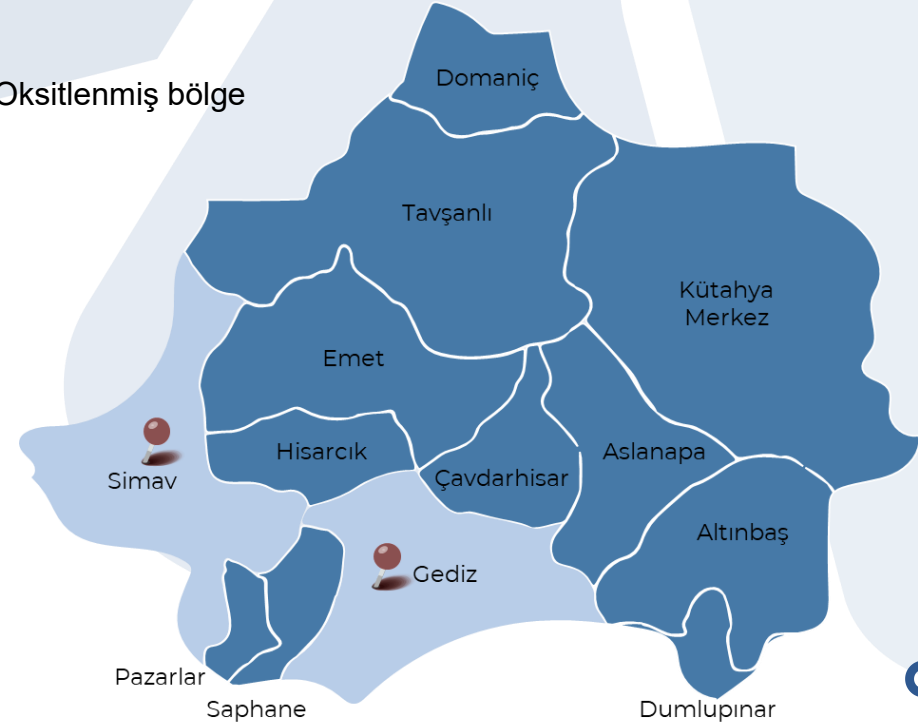 Domaniç
Oksitlenmiş bölge
Tavşanlı
Kütahya
Merkez
Emet
Hisarcık
Aslanapa
Simav
Çavdarhisar
Altınbaş
Gediz
Pazarlar
Saphane
Dumlupınar